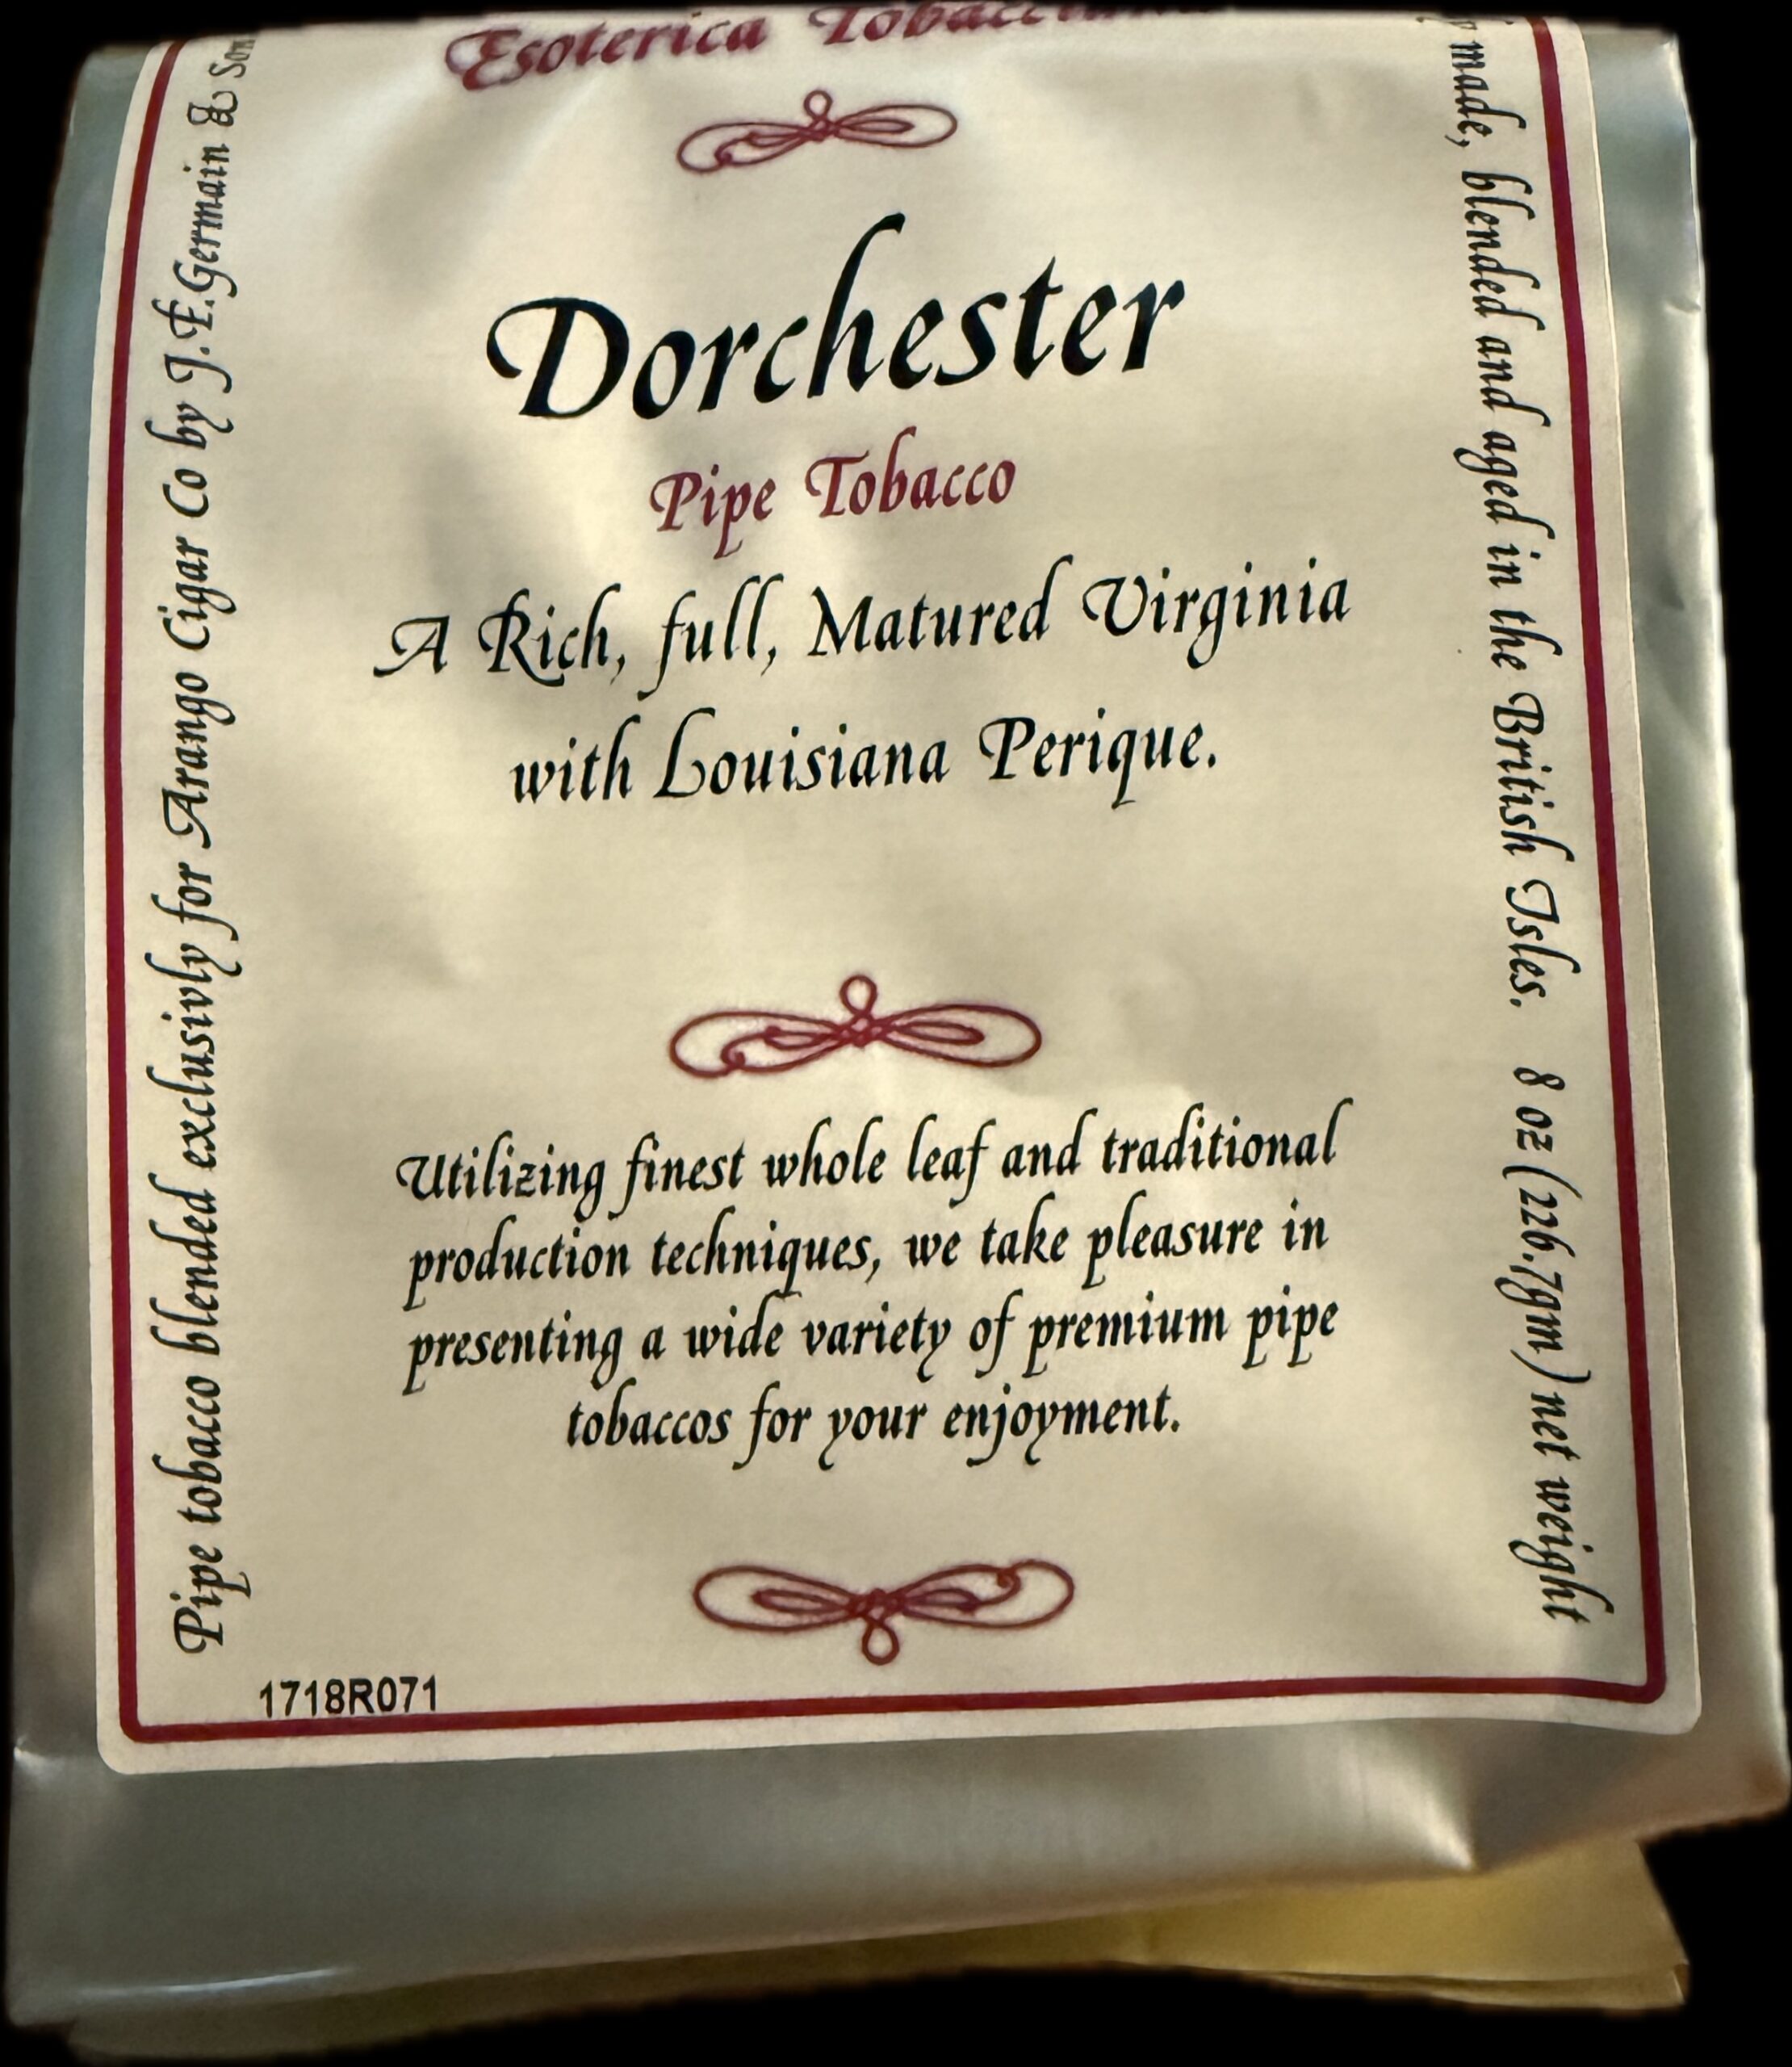 Esoterica
Dorchester
Pipe Tobacco
A Rich, full, Matured Virginia
with Louisiana Perique.
Utilizing finest whole leaf and traditional
production techniques, we take pleasure in
presenting a wide variety of premium pipe
tobaccos for your enjoyment.
Pipe tobacco blended exclusivly for Arango Cigar Co by J.F.Germain & Son
made, blended and aged in the British Isles. 8 oz (226.7gm) net weight
1718R071